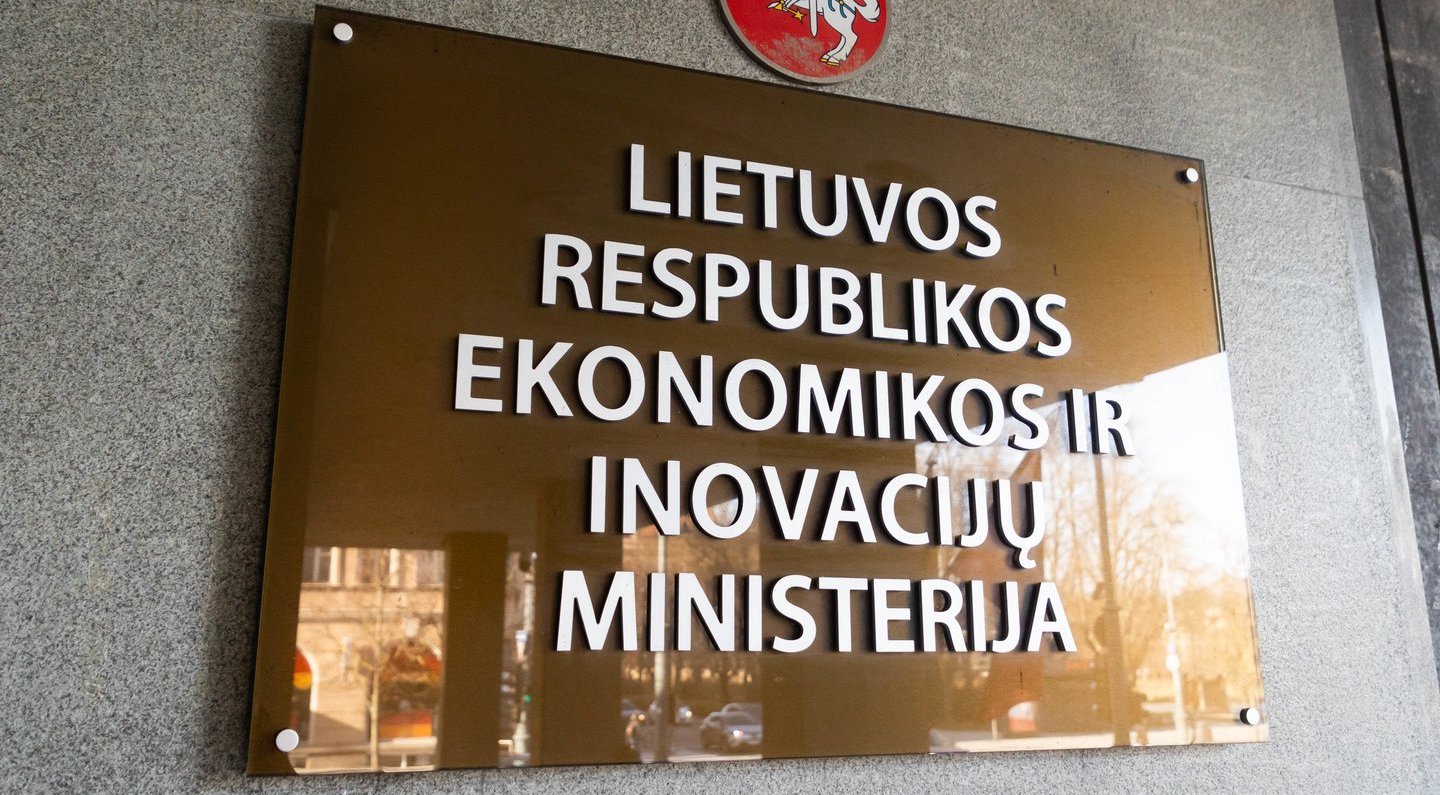 LIETUVOS
RESPUBLIKOS
EKONOMIKOS IR
INOVACIJŲ
MINISTERIJA